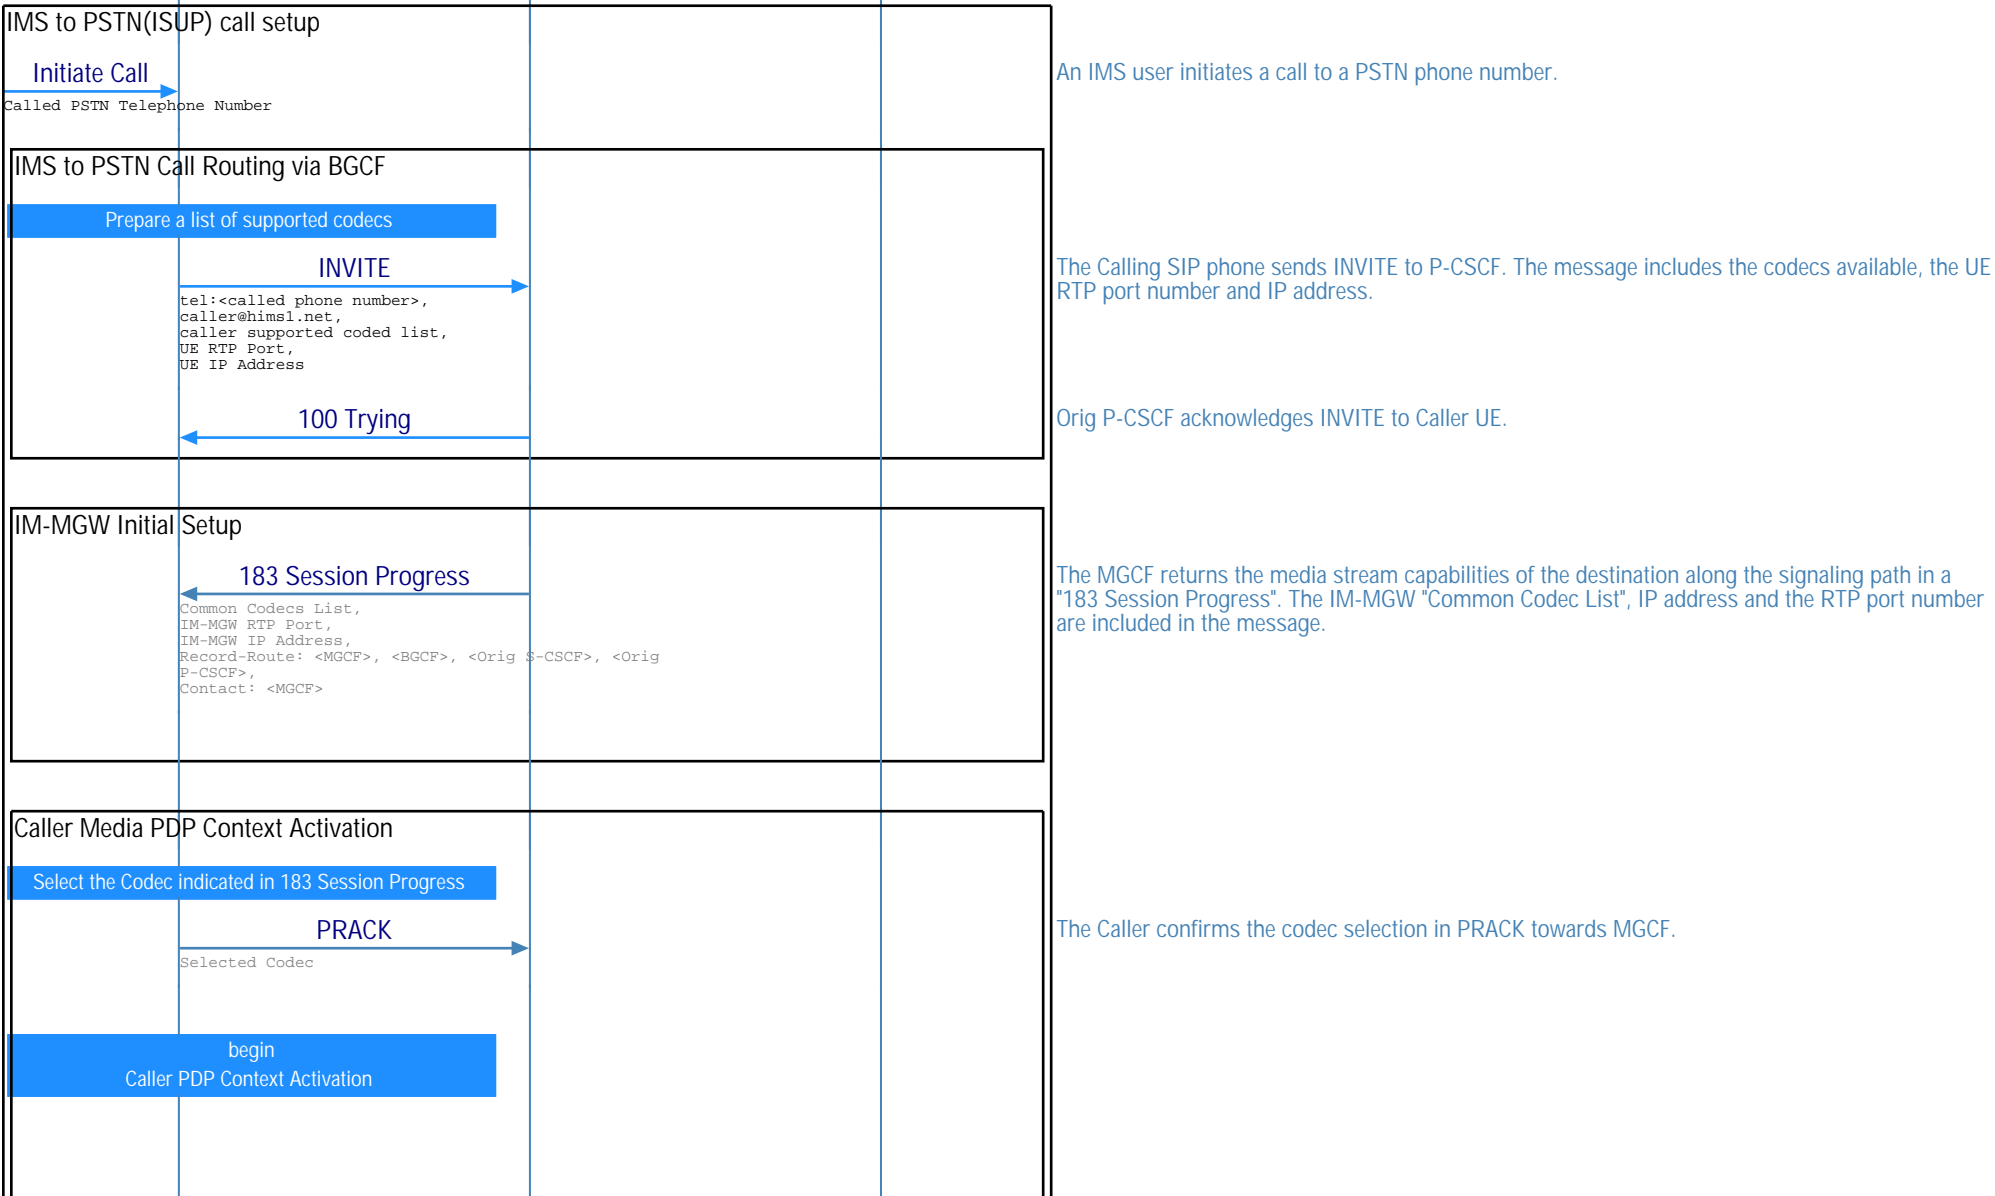 IMS to PSTN(ISUP) call setup
Initiate Call
An IMS user initiates a call to a PSTN phone number.
Called PSTN Telephone Number
IMS to PSTN Call Routing via BGCF
Prepare a list of supported codecs
INVITE
The Calling SIP phone sends INVITE to P-CSCF. The message includes the codecs available, the UE
RTP port number and IP address.
tel:<called phone number>,
caller@hims1.net,
caller supported coded list,
UE RTP Port,
UE IP Address
100 Trying
Orig P-CSCF acknowledges INVITE to Caller UE.
IM-MGW Initial Setup
183 Session Progress
The MGCF returns the media stream capabilities of the destination along the signaling path in a
"183 Session Progress". The IM-MGW "Common Codec List", IP address and the RTP port number
are included in the message.
Common Codecs List,
IM-MGW RTP Port,
IM-MGW IP Address,
Record-Route: <MGCF>, <BGCF>, <Orig S-CSCF>, <Orig
P-CSCF>,
Contact: <MGCF>
Caller Media PDP Context Activation
Select the Codec indicated in 183 Session Progress
PRACK
The Caller confirms the codec selection in PRACK towards MGCF.
Selected Codec
begin
Caller PDP Context Activation